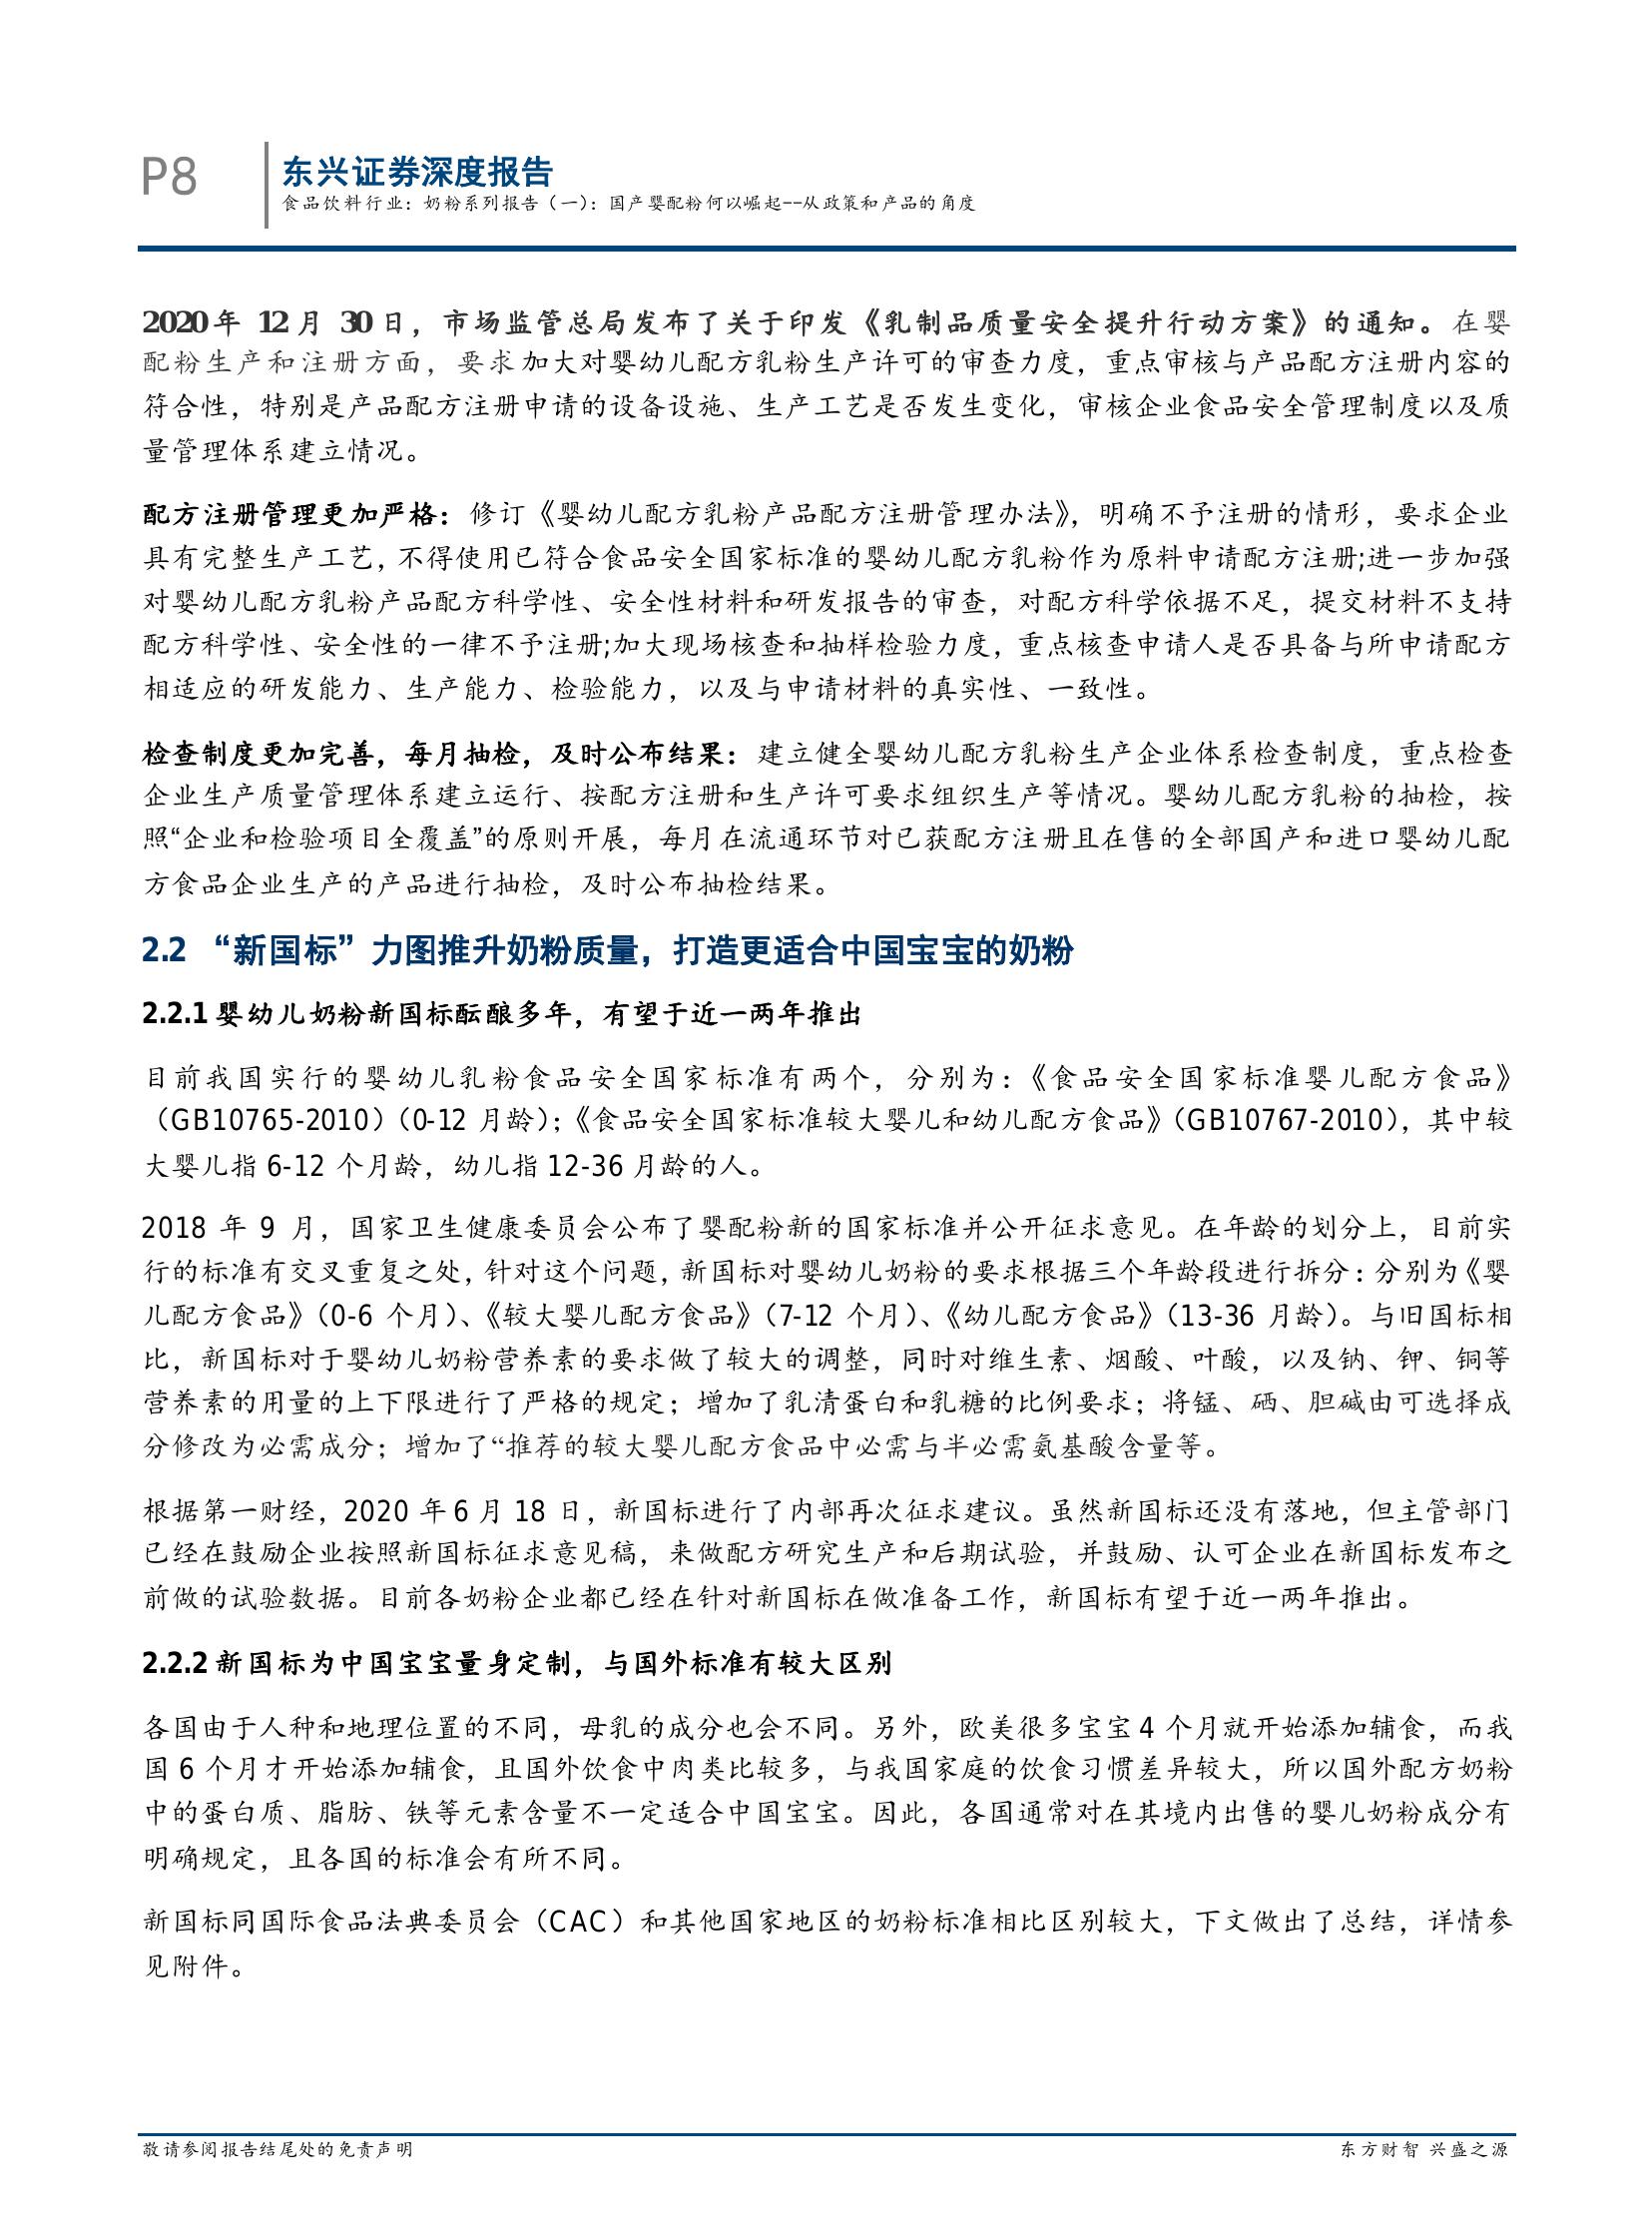 P8
东兴证券深度报告
食品饮料行业：奶粉系列报告（一）：国产婴配粉何以崛起--从政策和产品的角度
2020年 12月 30日，市场监管总局发布了关于印发《乳制品质量安全提升行动方案》的通知。在婴
配粉生产和注册方面，要求加大对婴幼儿配方乳粉生产许可的审查力度，重点审核与产品配方注册内容的
符合性，特别是产品配方注册申请的设备设施、生产工艺是否发生变化，审核企业食品安全管理制度以及质
量管理体系建立情况。
配方注册管理更加严格：修订《婴幼儿配方乳粉产品配方注册管理办法》，明确不予注册的情形，要求企业
具有完整生产工艺，不得使用已符合食品安全国家标准的婴幼儿配方乳粉作为原料申请配方注册;进一步加强
对婴幼儿配方乳粉产品配方科学性、安全性材料和研发报告的审查，对配方科学依据不足，提交材料不支持
配方科学性、安全性的一律不予注册;加大现场核查和抽样检验力度，重点核查申请人是否具备与所申请配方
相适应的研发能力、生产能力、检验能力，以及与申请材料的真实性、一致性。
检查制度更加完善，每月抽检，及时公布结果：建立健全婴幼儿配方乳粉生产企业体系检查制度，重点检查
企业生产质量管理体系建立运行、按配方注册和生产许可要求组织生产等情况。婴幼儿配方乳粉的抽检，按
照“企业和检验项目全覆盖”的原则开展，每月在流通环节对已获配方注册且在售的全部国产和进口婴幼儿配
方食品企业生产的产品进行抽检，及时公布抽检结果。
2.2 “新国标”力图推升奶粉质量，打造更适合中国宝宝的奶粉
2.2.1 婴幼儿奶粉新国标酝酿多年，有望于近一两年推出
目前我国实行的婴幼儿乳粉食品安全国家标准有两个，分别为：《食品安全国家标准婴儿配方食品》
（GB10765-2010）（0-12 月龄）；《食品安全国家标准较大婴儿和幼儿配方食品》（GB10767-2010），其中较
大婴儿指 6-12 个月龄，幼儿指 12-36 月龄的人。
2018 年 9 月，国家卫生健康委员会公布了婴配粉新的国家标准并公开征求意见。在年龄的划分上，目前实
行的标准有交叉重复之处，针对这个问题，新国标对婴幼儿奶粉的要求根据三个年龄段进行拆分：分别为《婴
儿配方食品》（0-6 个月）、《较大婴儿配方食品》（7-12 个月）、《幼儿配方食品》（13-36 月龄）。与旧国标相
比，新国标对于婴幼儿奶粉营养素的要求做了较大的调整，同时对维生素、烟酸、叶酸，以及钠、钾、铜等
营养素的用量的上下限进行了严格的规定；增加了乳清蛋白和乳糖的比例要求；将锰、硒、胆碱由可选择成
分修改为必需成分；增加了“推荐的较大婴儿配方食品中必需与半必需氨基酸含量等。
根据第一财经，2020 年 6 月 18 日，新国标进行了内部再次征求建议。虽然新国标还没有落地，但主管部门
已经在鼓励企业按照新国标征求意见稿，来做配方研究生产和后期试验，并鼓励、认可企业在新国标发布之
前做的试验数据。目前各奶粉企业都已经在针对新国标在做准备工作，新国标有望于近一两年推出。
2.2.2 新国标为中国宝宝量身定制，与国外标准有较大区别
各国由于人种和地理位置的不同，母乳的成分也会不同。另外，欧美很多宝宝 4 个月就开始添加辅食，而我
国 6 个月才开始添加辅食，且国外饮食中肉类比较多，与我国家庭的饮食习惯差异较大，所以国外配方奶粉
中的蛋白质、脂肪、铁等元素含量不一定适合中国宝宝。因此，各国通常对在其境内出售的婴儿奶粉成分有
明确规定，且各国的标准会有所不同。
新国标同国际食品法典委员会（CAC）和其他国家地区的奶粉标准相比区别较大，下文做出了总结，详情参
见附件。
敬请参阅报告结尾处的免责声明
东方财智 兴盛之源